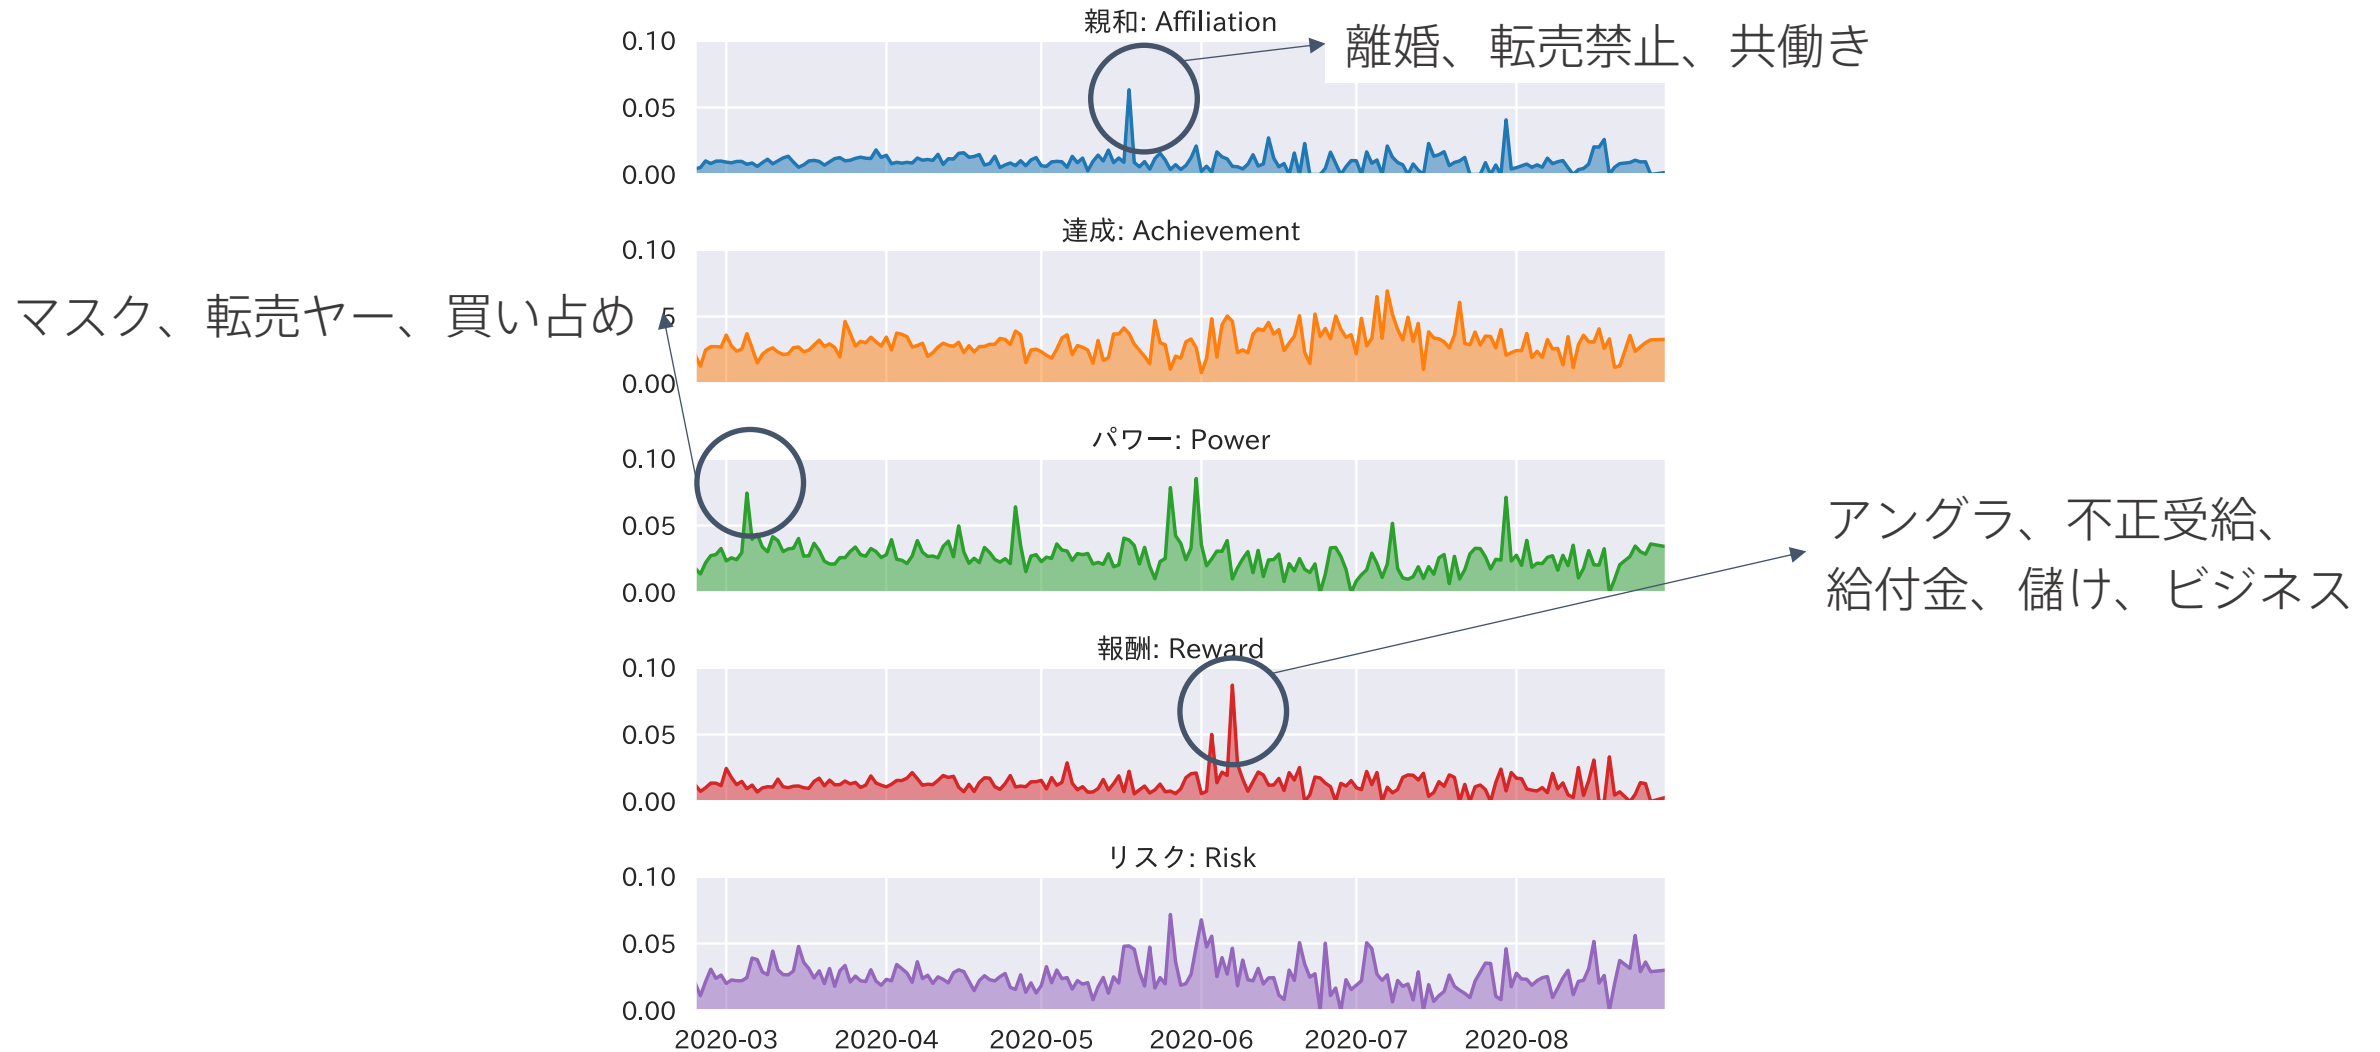 親和: Affiliation
離婚、転売禁止、共働き
0.10
0.05
0.00
達成: Achievement
0.10
マスク、転売ヤー、買い占め
5
0.00
パワー: Power
0.10
0.05
0.00
アングラ、不正受給、
給付金、儲け、ビジネス
報酬: Reward
0.10
0.05
0.00
リスク: Risk
0.10
0.05
0.00
2020-03 2020-04 2020-05 2020-06 2020-07 2020-08